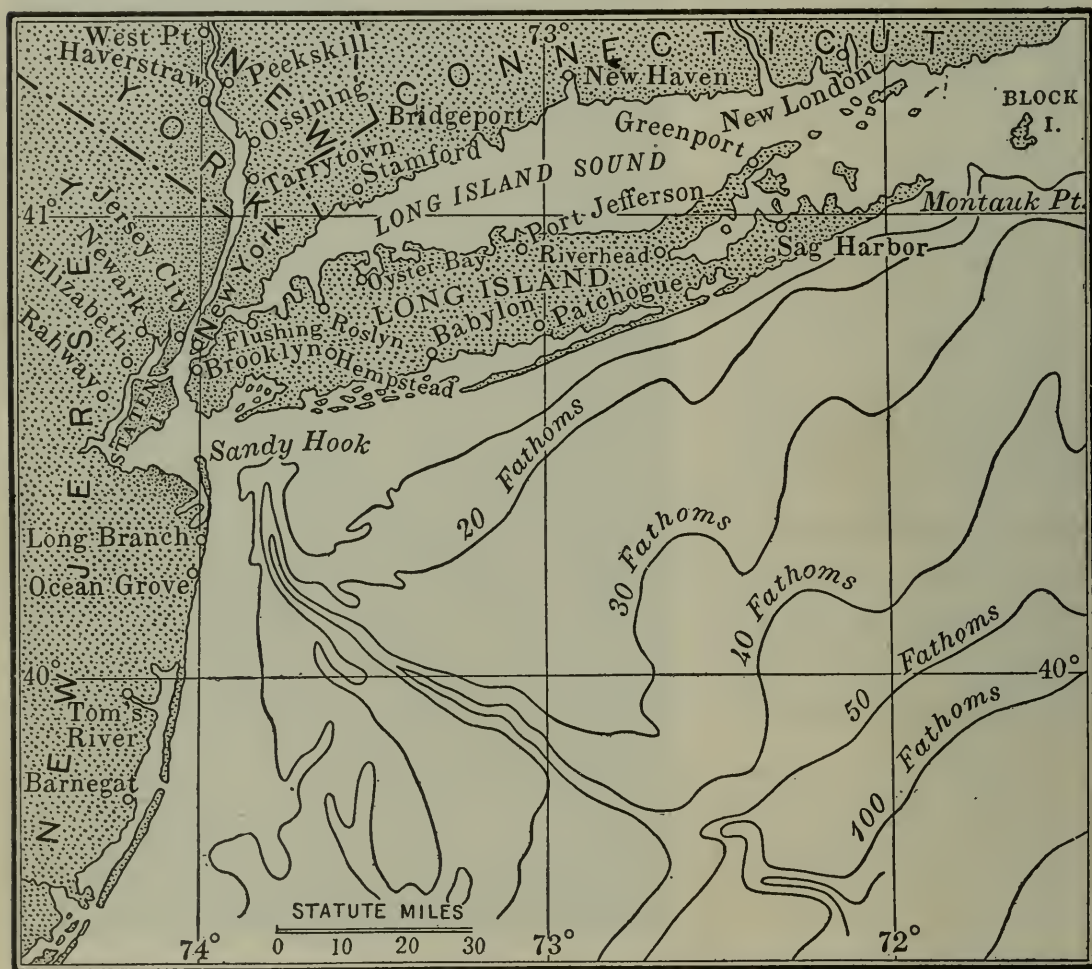 West Pt
Haverstraw
Peekskill
NEW YORK
CONNECTICUT
73°
New Haven
Ossining
Bridgeport
Tarrytown
Stamford
New London
Greenport
BLOCK
I.
LONG ISLAND SOUND
Port Jefferson
41°
Montauk Pt.
Jersey City
Newark
Elizabeth
Rahway
New York
Oyster Bay
Riverhead
Sag Harbor
LONG ISLAND
Flushing
Roslyn
Babylon
Patchogue
Brooklyn
Hempstead
STATEN
NEW JERSEY
Sandy Hook
20 Fathoms
Long Branch
Ocean Grove
30 Fathoms
40 Fathoms
50 Fathoms
100 Fathoms
40°
40°
Tom's
River
Barnegat
STATUTE MILES
0 10 20 30
74°
73°
72°